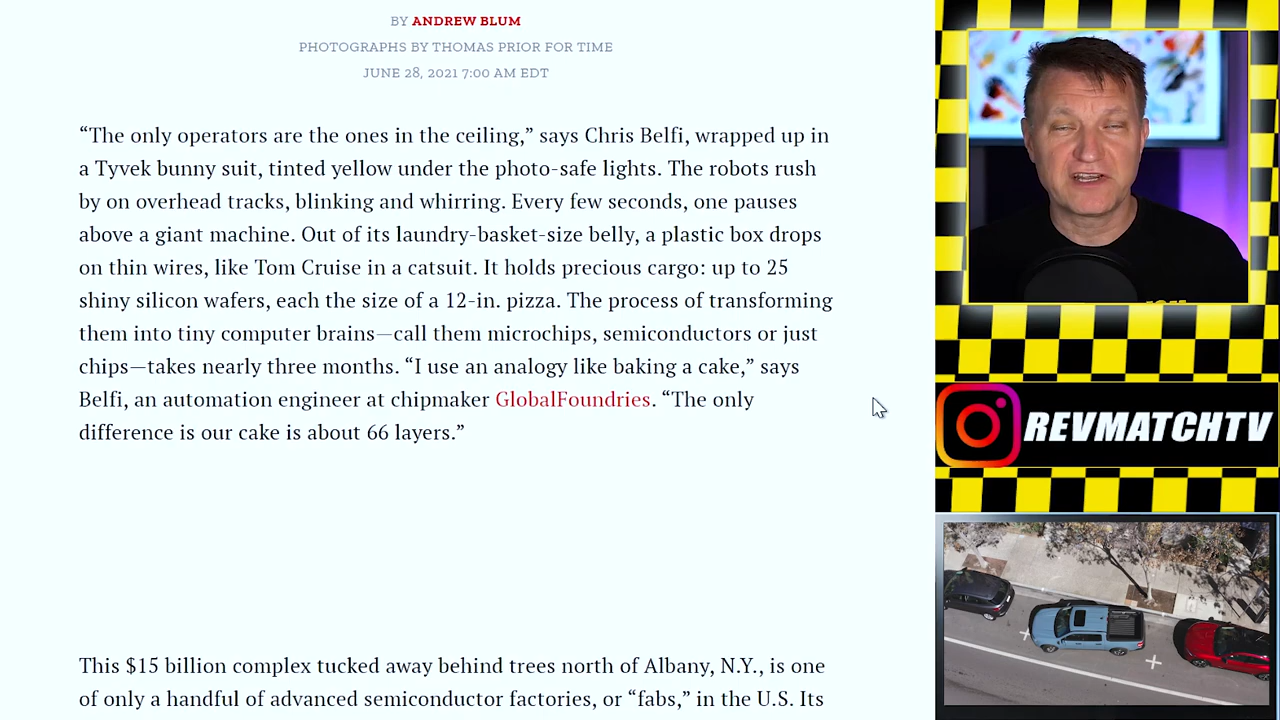 BY ANDREW BLUM
PHOTOGRAPHS BY THOMAS PRIOR FOR TIME
JUNE 28, 2021 7:00 AM EDT
“The only operators are the ones in the ceiling,” says Chris Belfi, wrapped up in
a Tyvek bunny suit, tinted yellow under the photo-safe lights. The robots rush
by on overhead tracks, blinking and whirring. Every few seconds, one pauses
above a giant machine. Out of its laundry-basket-size belly, a plastic box drops
on thin wires, like Tom Cruise in a catsuit. It holds precious cargo: up to 25
shiny silicon wafers, each the size of a 12-in. pizza. The process of transforming
them into tiny computer brains—call them microchips, semiconductors or just
chips—takes nearly three months. “I use an analogy like baking a cake,” says
Belfi, an automation engineer at chipmaker GlobalFoundries. “The only
difference is our cake is about 66 layers.”
This $15 billion complex tucked away behind trees north of Albany, N.Y., is one
of only a handful of advanced semiconductor factories, or “fabs,” in the U.S. Its
REVMATCHTV